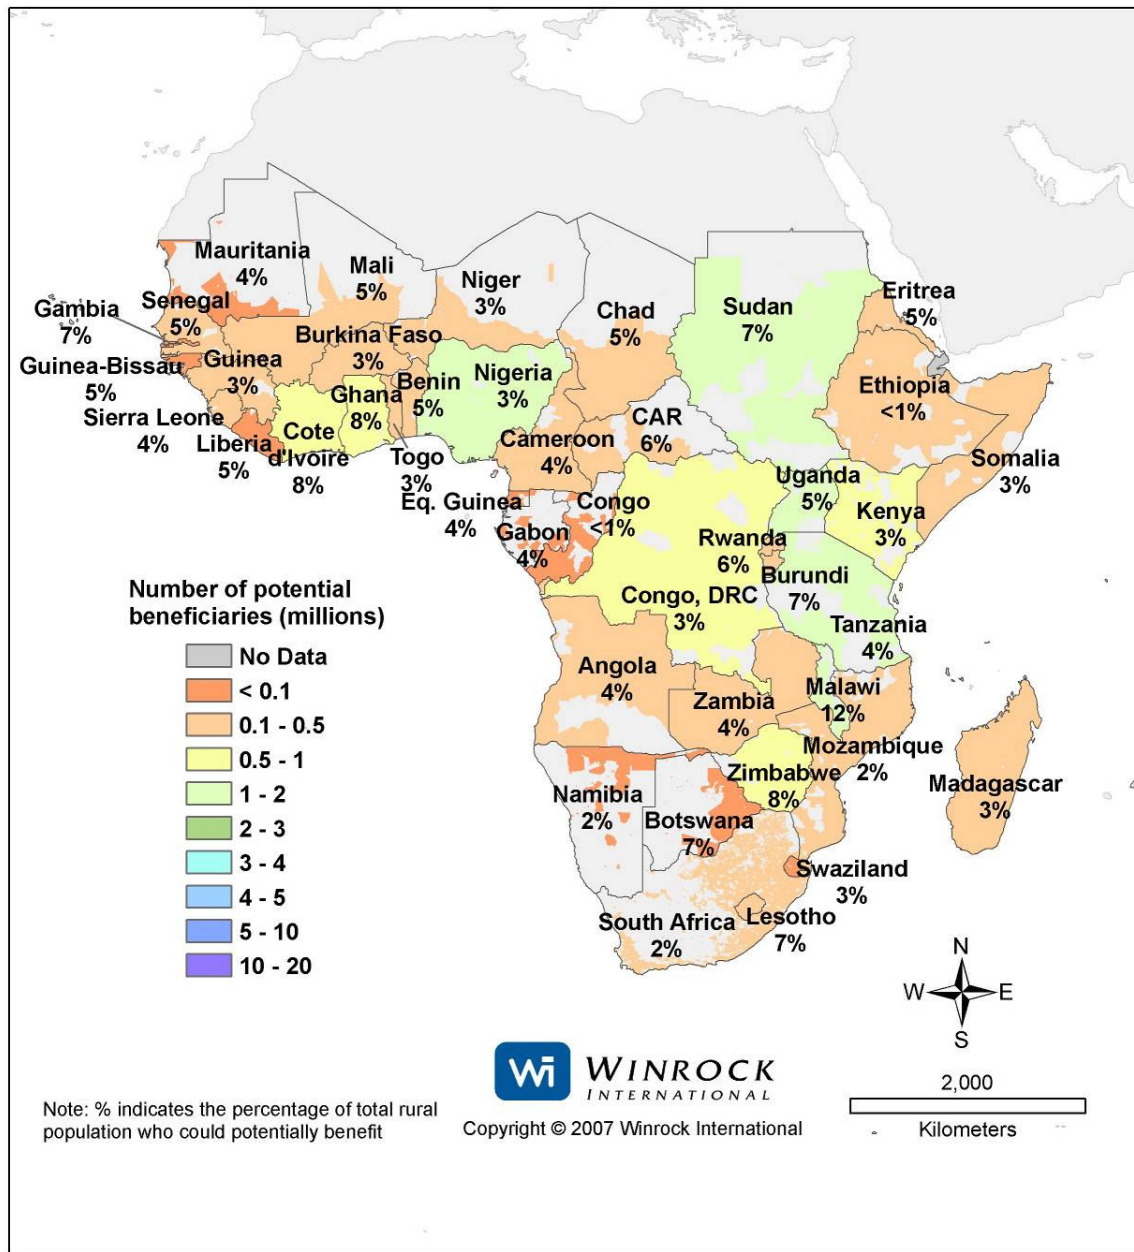 Mauritania
4%
Mali
5%
Niger
3%
Chad
5%
Sudan
7%
Eritrea
5%
Gambia
7%
Senegal
5%
Burkina Faso
3%
Guinea-Bissau
5%
Guinea
3%
Ghana
8%
Benin
5%
Nigeria
3%
CAR
6%
Ethiopia
<1%
Sierra Leone
4%
Liberia
5%
Cote
d'Ivoire
8%
Togo
3%
Cameroon
4%
Somalia
3%
Eq. Guinea
4%
Gabon
4%
Congo
<1%
Uganda
5%
Kenya
3%
Rwanda
6%
Burundi
7%
Congo, DRC
3%
Tanzania
4%
Angola
4%
Zambia
4%
Malawi
12%
Mozambique
2%
Madagascar
3%
Namibia
2%
Botswana
7%
Zimbabwe
8%
Swaziland
3%
South Africa
2%
Lesotho
7%
Number of potential
beneficiaries (millions)
No Data
< 0.1
0.1 - 0.5
0.5 - 1
1 - 2
2 - 3
3 - 4
4 - 5
5 - 10
10 - 20
N
W E
S
Wi WINROCK
INTERNATIONAL
Copyright © 2007 Winrock International
2,000
Kilometers
Note: % indicates the percentage of total rural
population who could potentially benefit